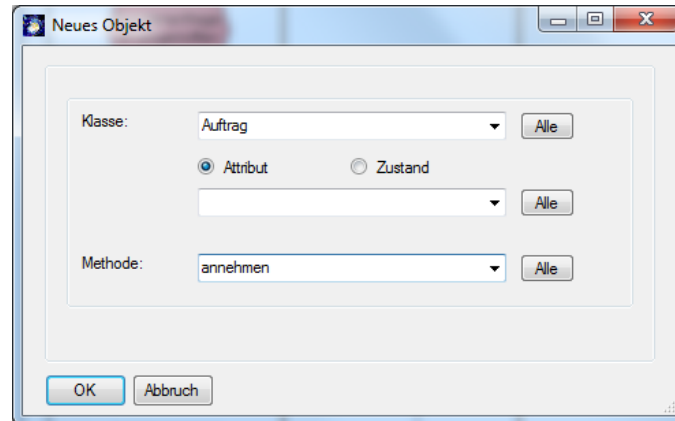 Neues Objekt
Klasse: Auftrag Alle
Attribut Zustand
Alle
Methode: annehmen Alle
OK Abbruch